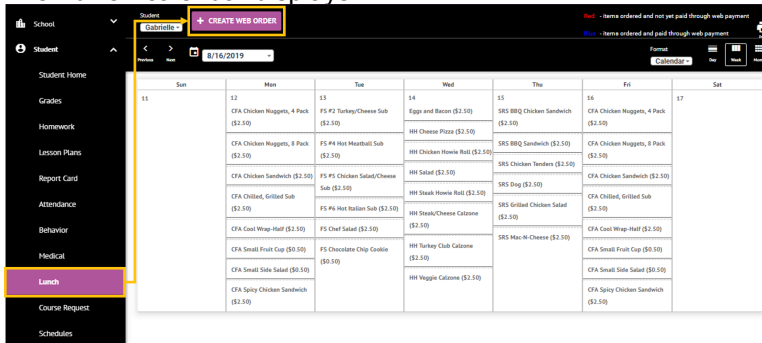 School
Student
Student Home
Grades
Homework
Lesson Plans
Report Card
Attendance
Behavior
Medical
Lunch
Course Request
Schedules
Student
Gabrielle
+ CREATE WEB ORDER
Red - items ordered and not yet paid through web payment
Blue - items ordered and paid through web payment
Previous
Next
8/16/2019
Format
Calendar
Day
Week
Sun
Mon
Tue
Wed
Thu
Fri
Sat
11
12
CFA Chicken Nuggets, 4 Pack
($2.50)
CFA Chicken Nuggets, 8 Pack
($2.50)
CFA Chicken Sandwich ($2.50)
CFA Chilled, Grilled Sub
($2.50)
CFA Cool Wrap-Half ($2.50)
CFA Small Fruit Cup ($0.50)
CFA Small Side Salad ($0.50)
CFA Spicy Chicken Sandwich
($2.50)
13
FS #2 Turkey/Cheese Sub
($2.50)
FS #4 Hot Meatball Sub
($2.50)
FS #5 Chicken Salad/Cheese
Sub ($2.50)
FS #6 Hot Italian Sub ($2.50)
FS Chef Salad ($2.50)
FS Chocolate Chip Cookie
($0.50)
14
Eggs and Bacon ($2.50)
HH Cheese Pizza ($2.50)
HH Chicken Howie Roll ($2.50)
HH Salad ($2.50)
HH Steak Howie Roll ($2.50)
HH Steak/Cheese Calzone
($2.50)
HH Turkey Club Calzone
($2.50)
HH Veggie Calzone ($2.50)
15
SRS BBQ Chicken Sandwich
($2.50)
SRS BBQ Sandwich ($2.50)
SRS Chicken Tenders ($2.50)
SRS Dog ($2.50)
SRS Grilled Chicken Salad
($2.50)
SRS Mac-N-Cheese ($2.50)
16
CFA Chicken Nuggets, 4 Pack
($2.50)
CFA Chicken Nuggets, 8 Pack
($2.50)
CFA Chicken Sandwich ($2.50)
CFA Chilled, Grilled Sub
($2.50)
CFA Cool Wrap-Half ($2.50)
CFA Small Fruit Cup ($0.50)
CFA Small Side Salad ($0.50)
CFA Spicy Chicken Sandwich
($2.50)
17